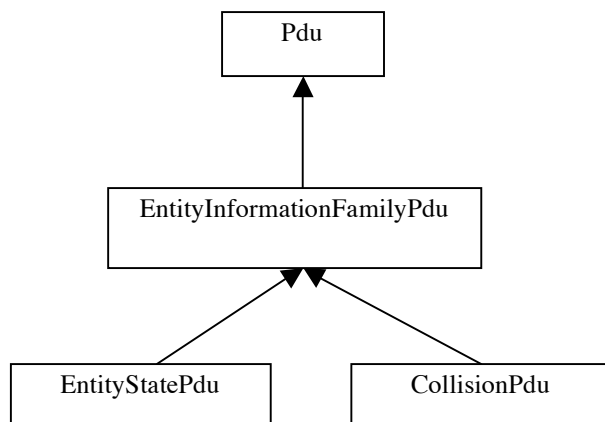 Pdu
EntityInformationFamilyPdu
EntityStatePdu
CollisionPdu